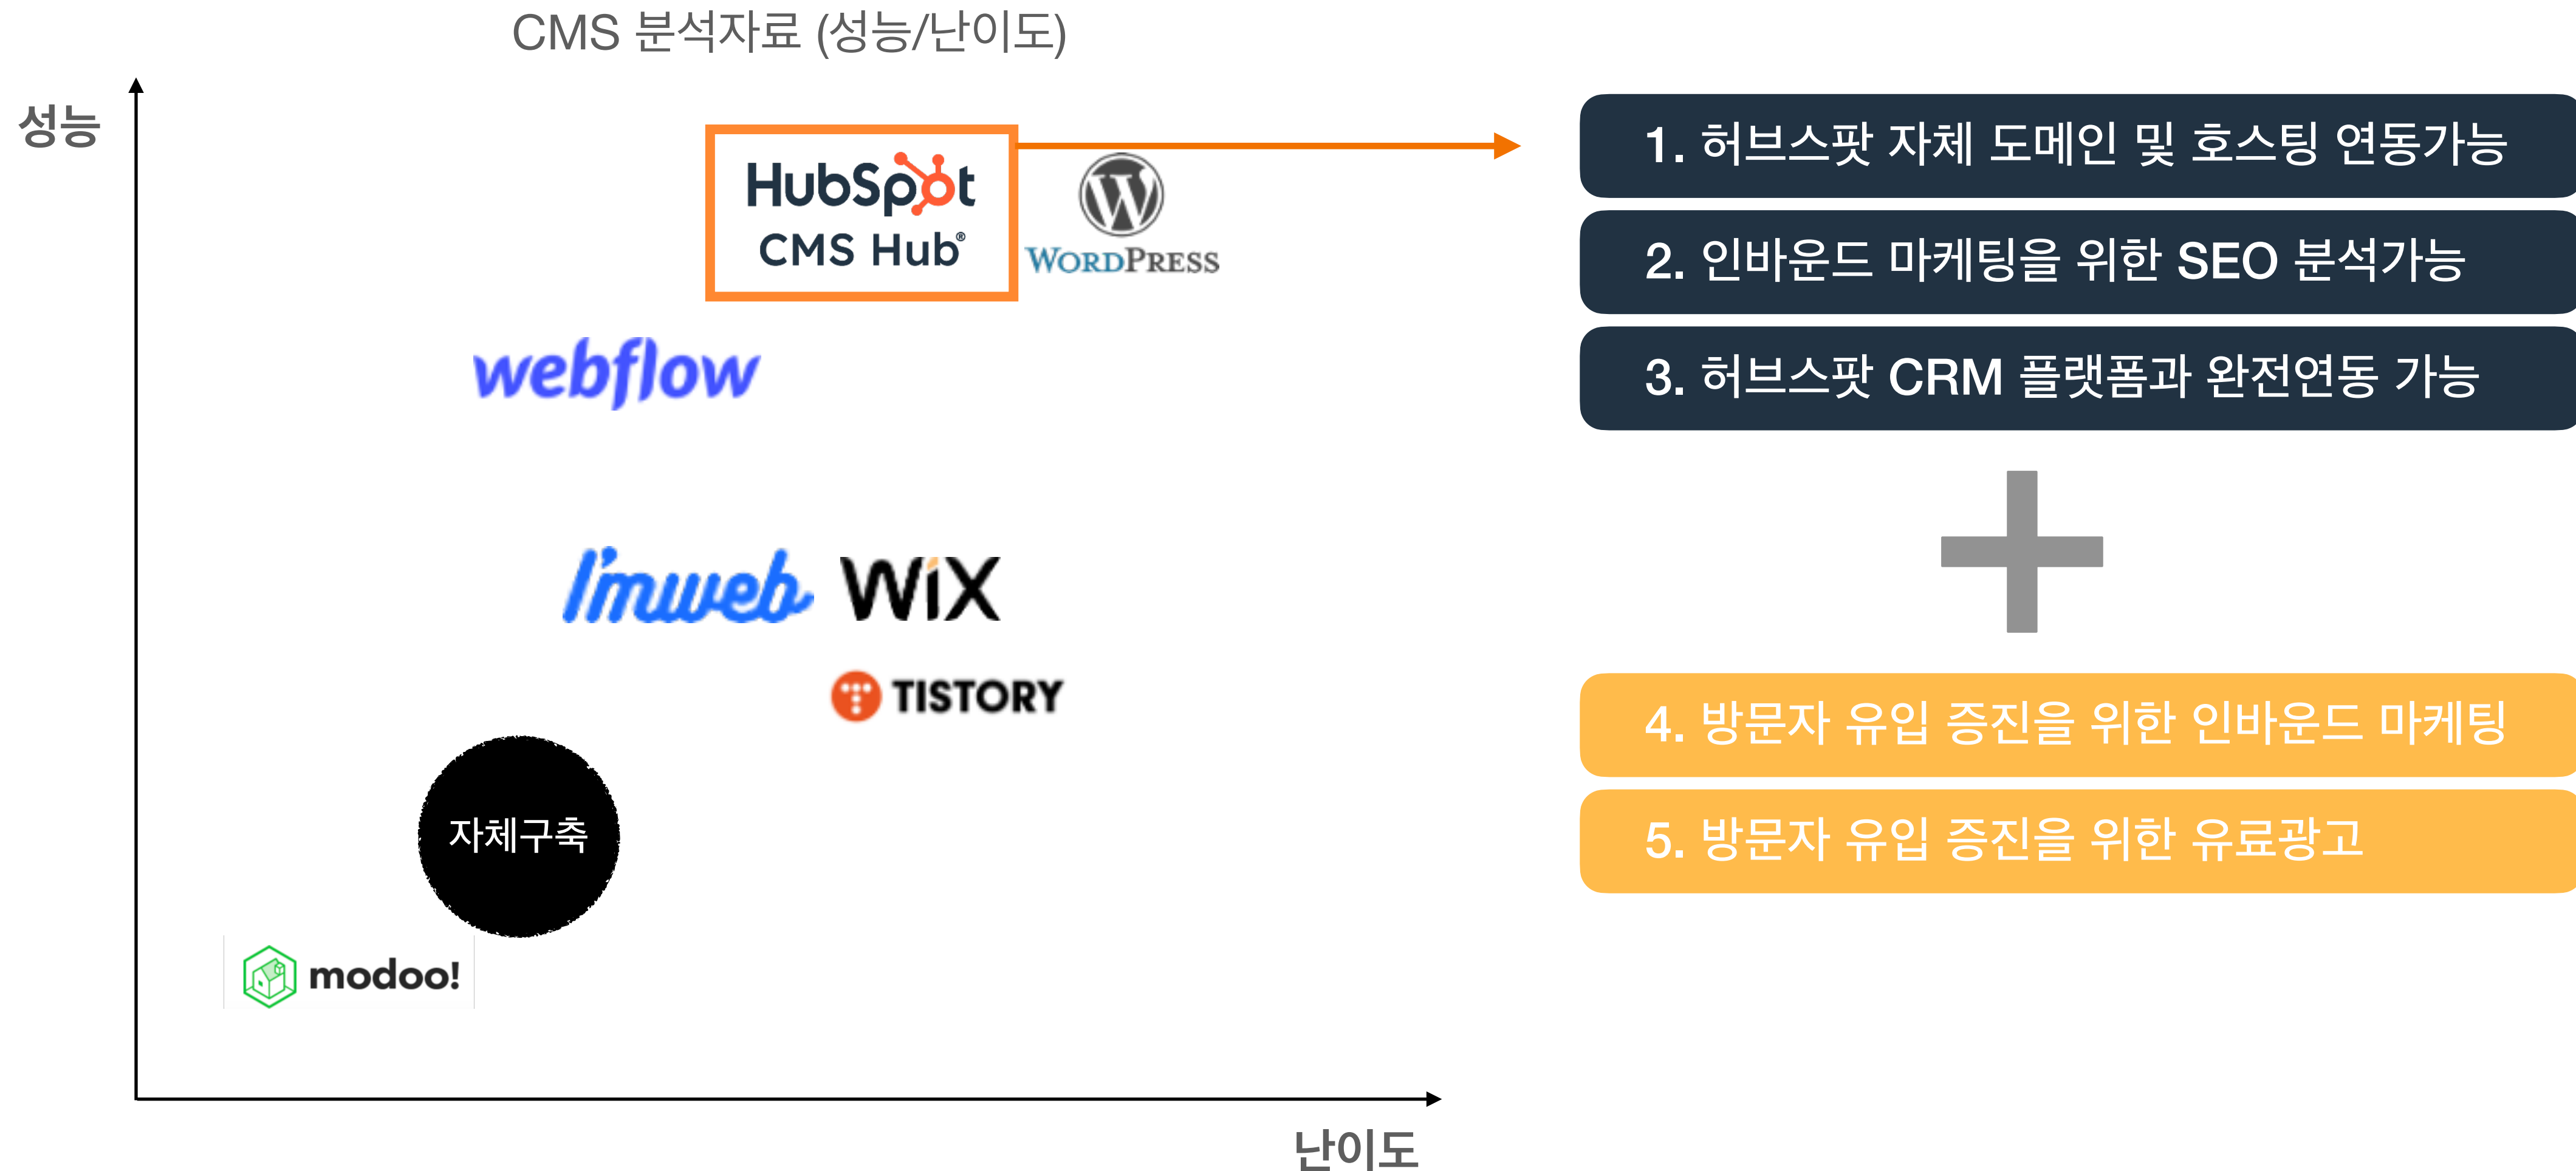 CMS 분석자료 (성능/난이도)
성능
HubSpot
CMS Hub®
WORDPRESS
webflow
I'mweb
WiX
TISTORY
자체구축
modoo!
난이도
1. 허브스팟 자체 도메인 및 호스팅 연동가능
2. 인바운드 마케팅을 위한 SEO 분석가능
3. 허브스팟 CRM 플랫폼과 완전연동 가능
4. 방문자 유입 증진을 위한 인바운드 마케팅
5. 방문자 유입 증진을 위한 유료광고